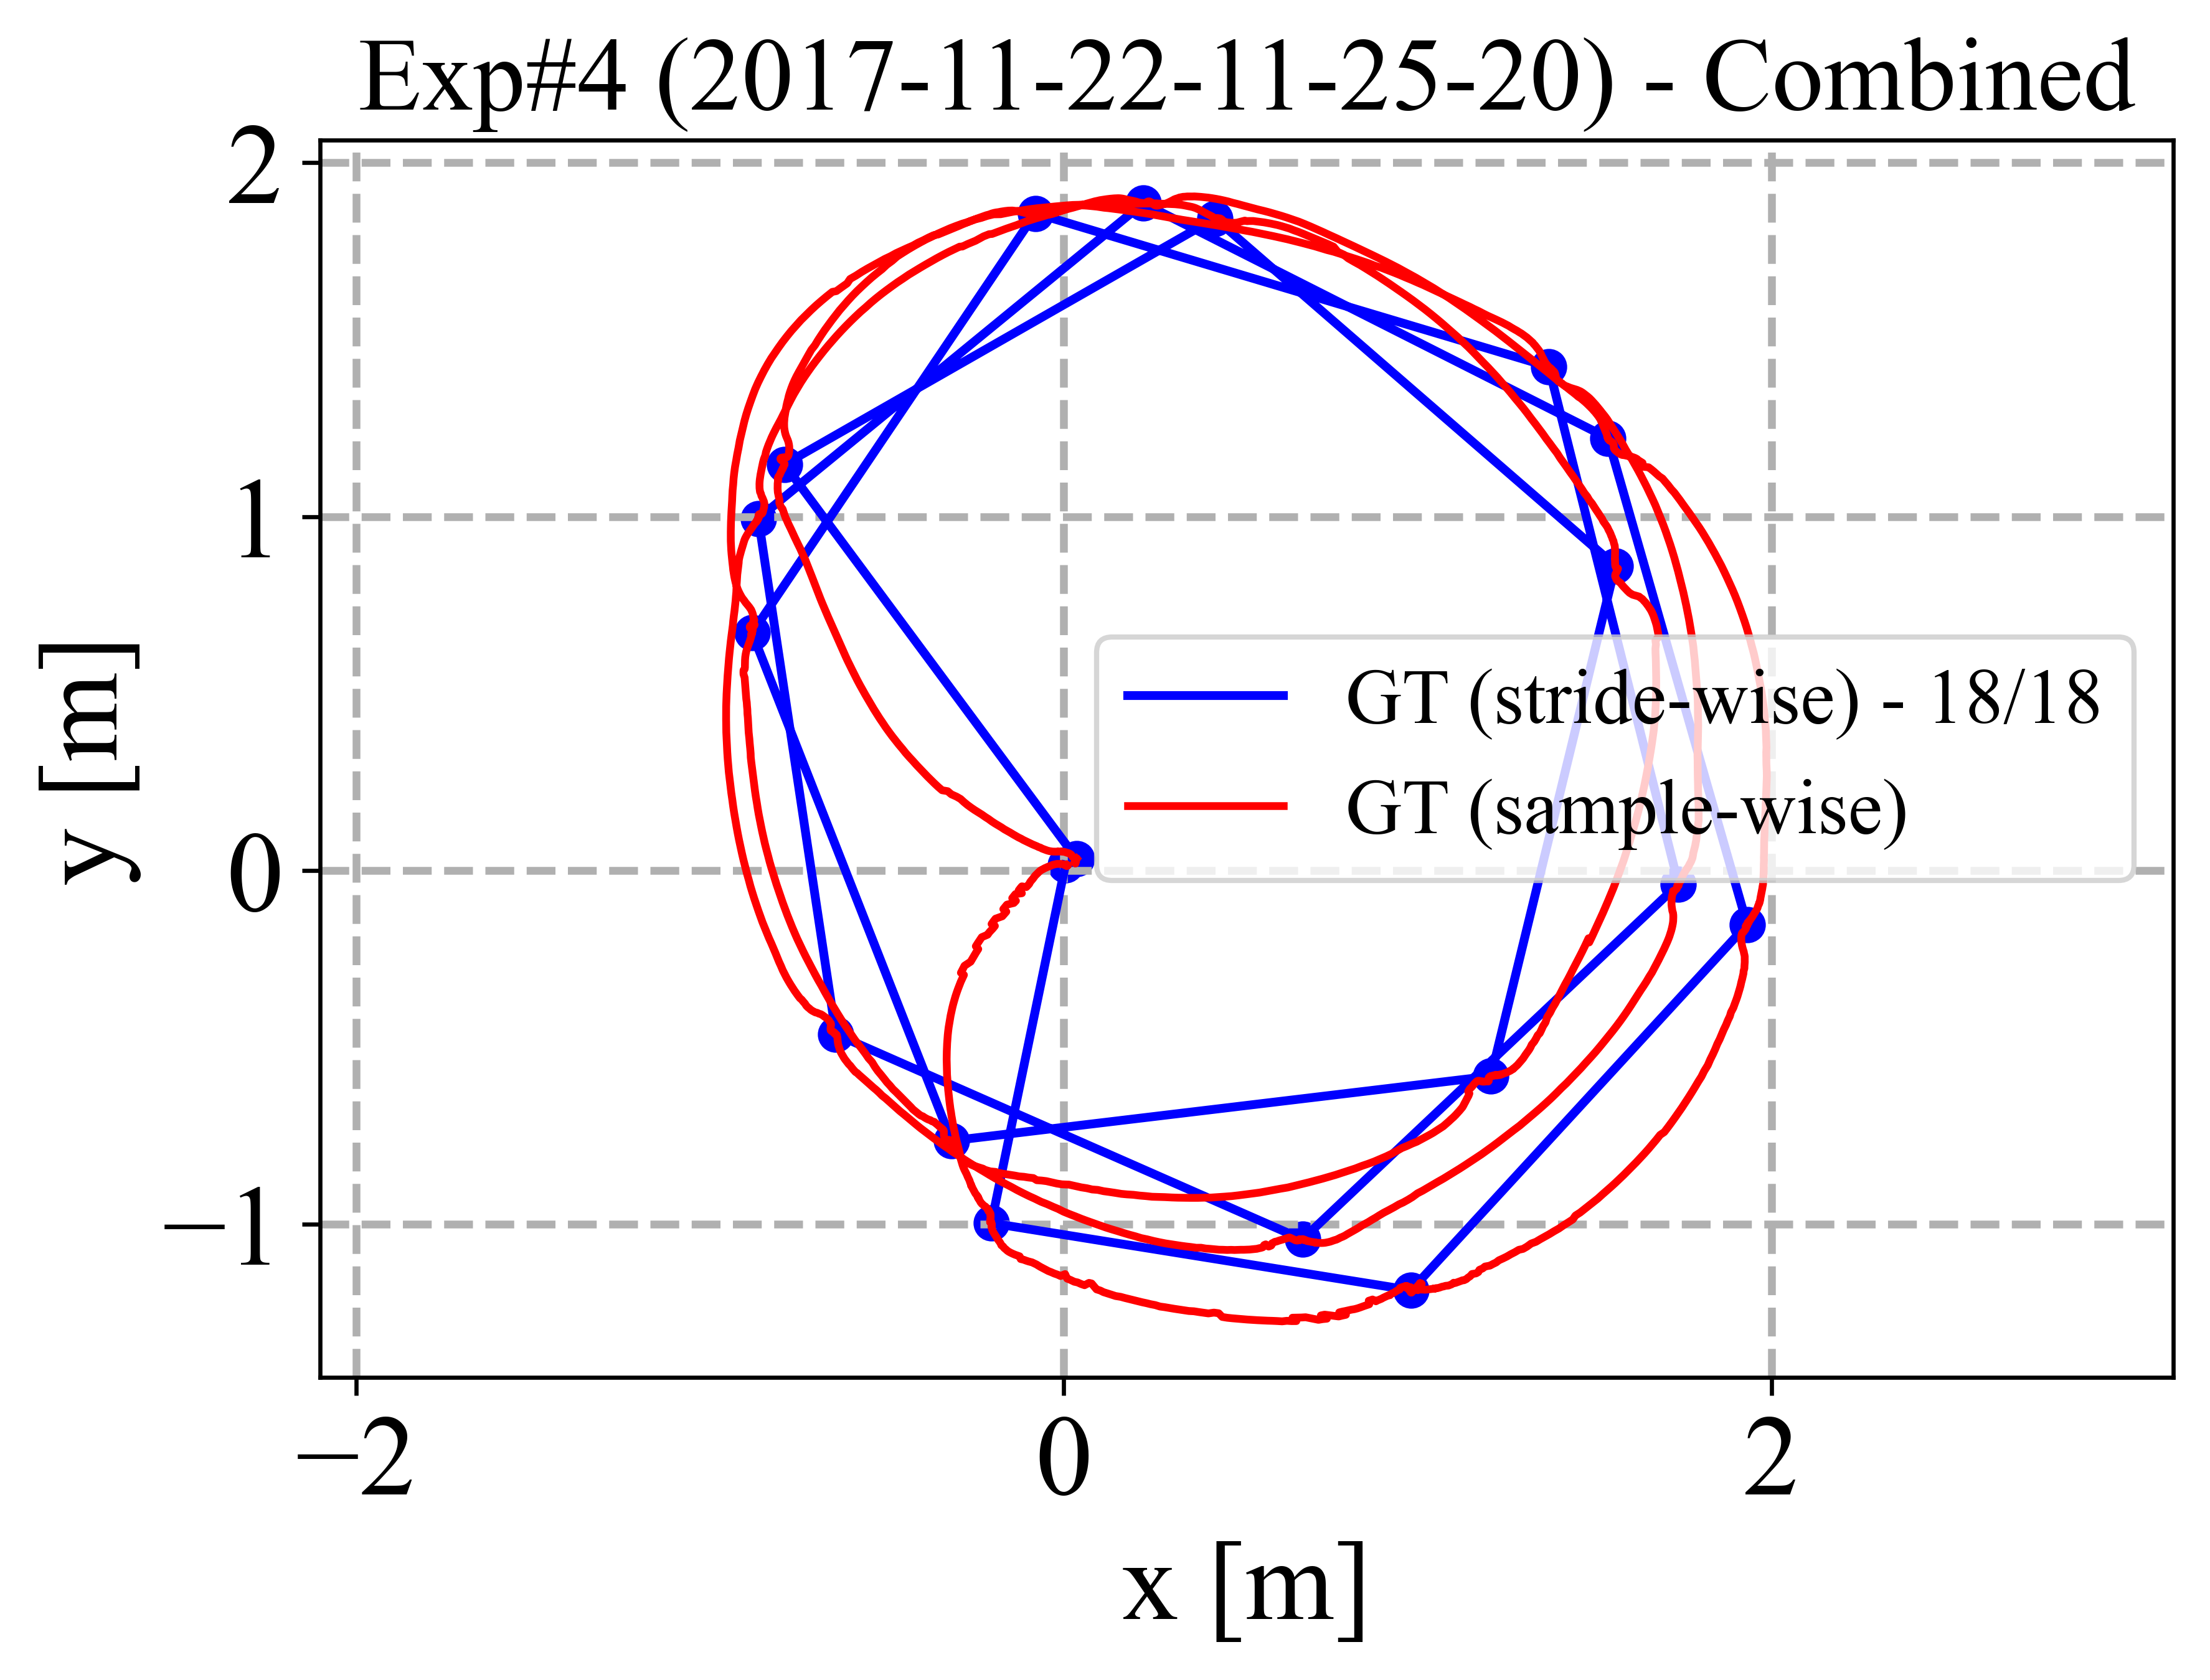 Exp#4 (2017-11-22-11-25-20) - Combined
2
1
0
−1
y [m]
GT (stride-wise) - 18/18
GT (sample-wise)
−2
0
2
x [m]